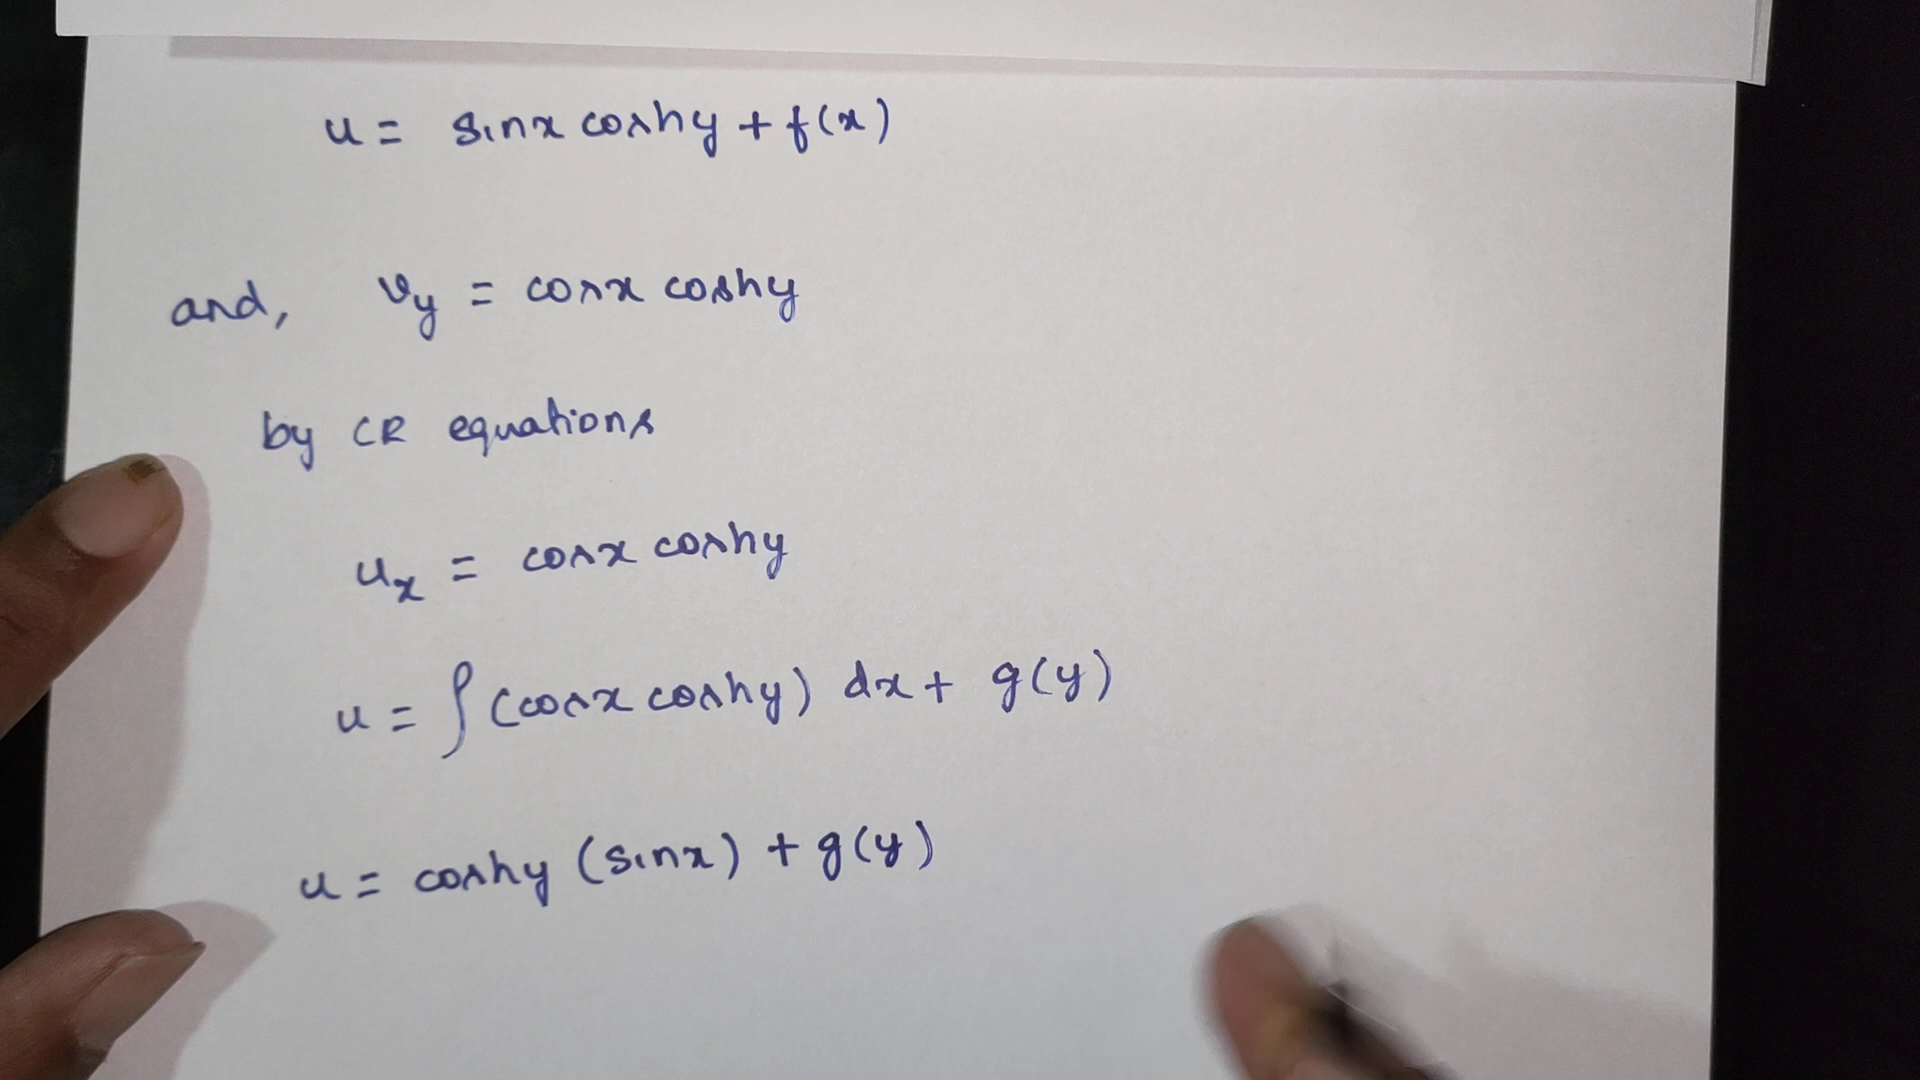 u = sinx coshy + f(x)
and, vy = cosx coshy
by CR equations
ux = cosx coshy
u = ∫ (cosx coshy) dx + g(y)
u = coshy (sinx) + g(y)